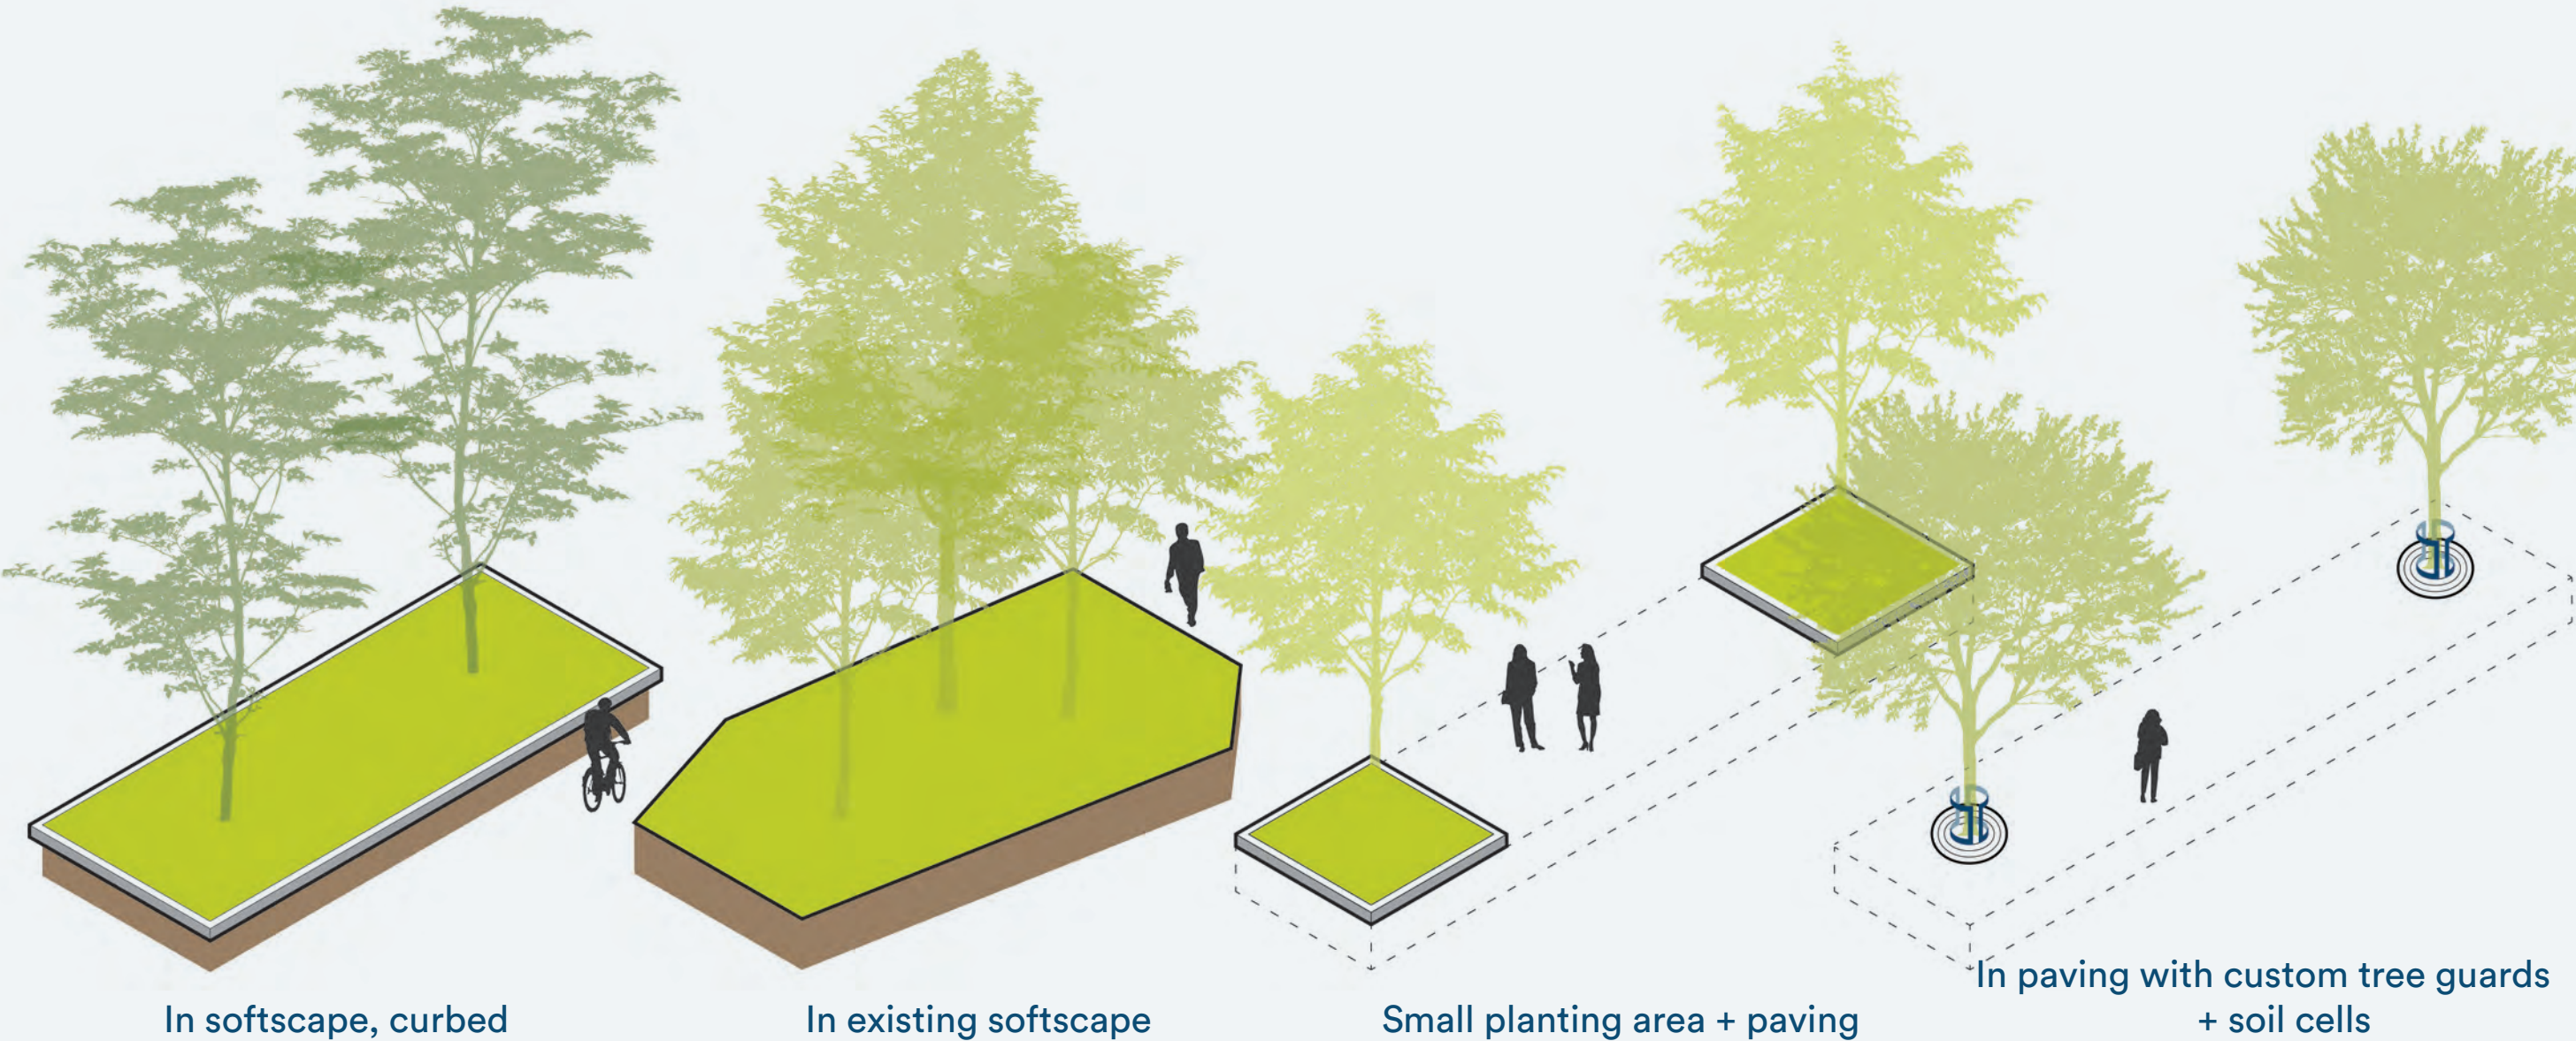 In softscape, curbed
In existing softscape
Small planting area + paving
In paving with custom tree guards
+ soil cells